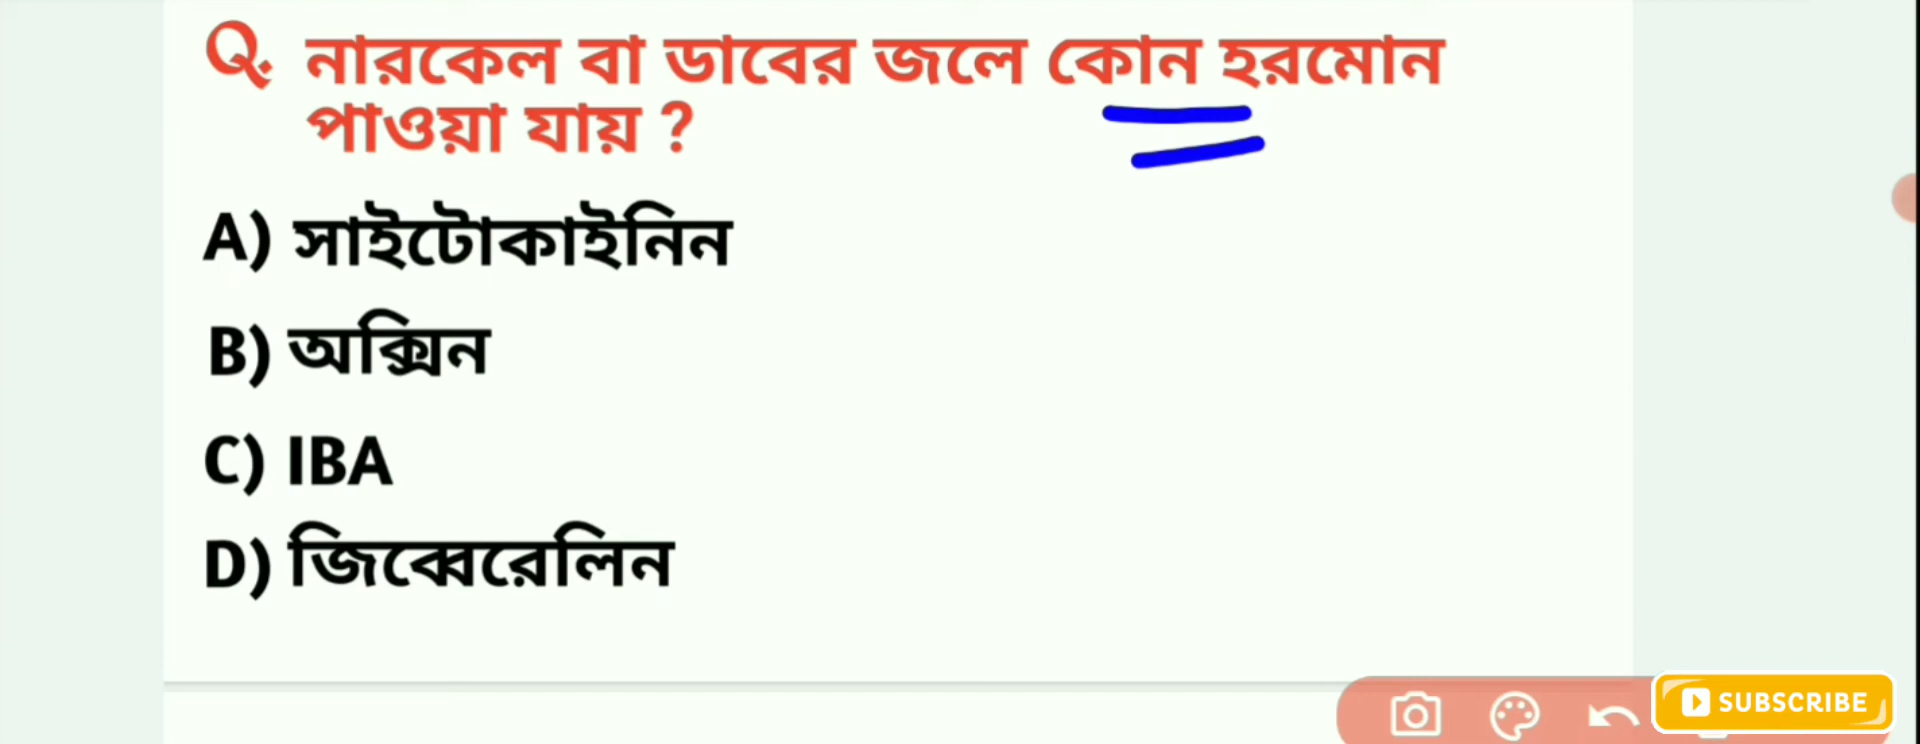 Q. নারকেল বা ডাবের জলে কোন হরমোন
পাওয়া যায় ?
A) সাইটোকাইনিন
B) অক্সিন
C) IBA
D) জিব্বেরেলিন
SUBSCRIBE